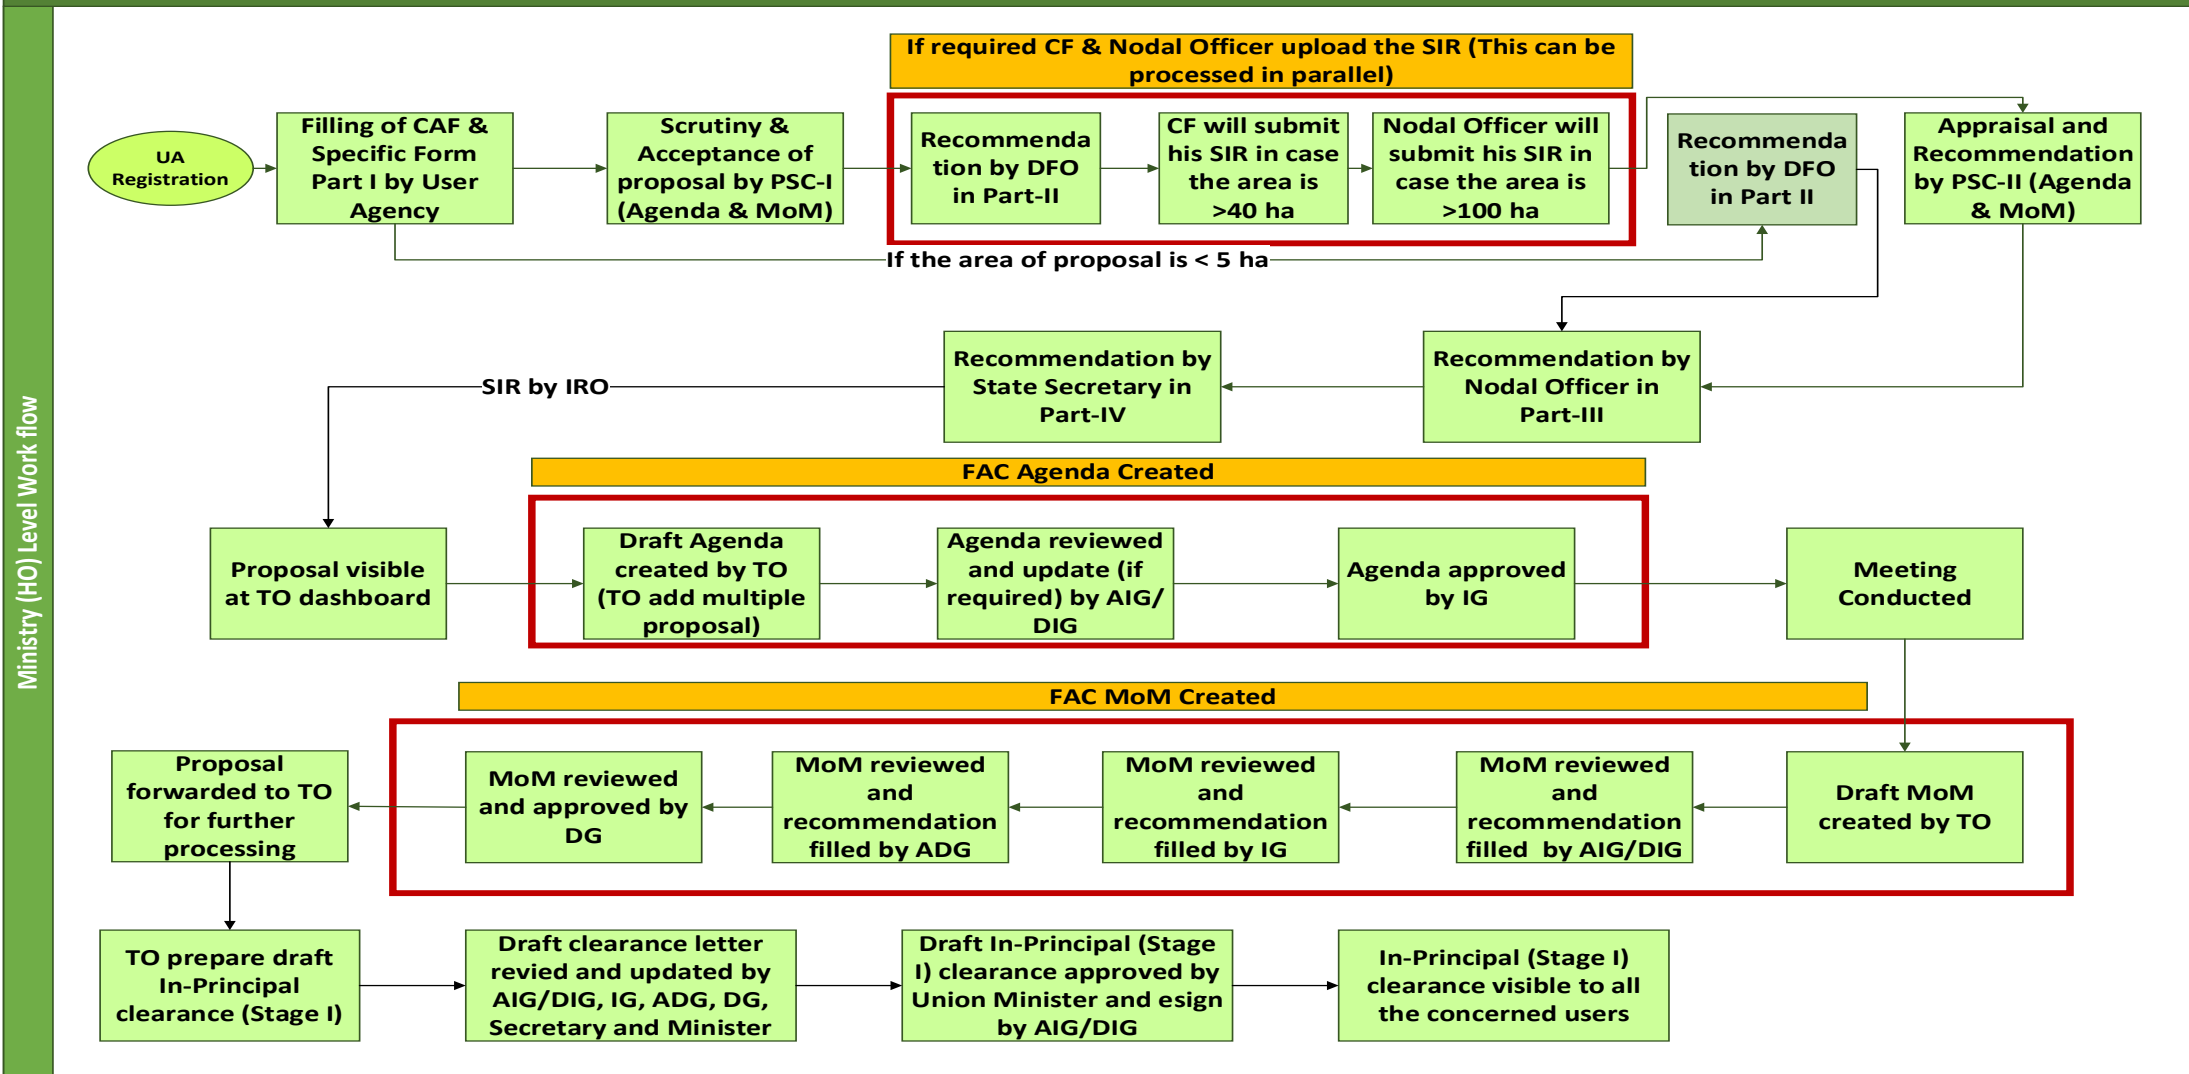 Ministry (HO) Level Work flow
If required CF & Nodal Officer upload the SIR (This can be
processed in parallel)
UA
Registration
Filling of CAF &
Specific Form
Part I by User
Agency
Scrutiny &
Acceptance of
proposal by PSC-I
(Agenda & MoM)
Recommenda
tion by DFO
in Part-II
CF will submit
his SIR in case
the area is
>40 ha
Nodal Officer will
submit his SIR in
case the area is
>100 ha
Recommenda
tion by DFO
in Part II
Appraisal and
Recommendation
by PSC-II (Agenda
& MoM)
If the area of proposal is < 5 ha
Recommendation by
Nodal Officer in
Part-III
Recommendation by
State Secretary in
Part-IV
SIR by IRO
FAC Agenda Created
Proposal visible
at TO dashboard
Draft Agenda
created by TO
(TO add multiple
proposal)
Agenda reviewed
and update (if
required) by AIG/
DIG
Agenda approved
by IG
Meeting
Conducted
FAC MoM Created
Draft MoM
created by TO
MoM reviewed
and
recommendation
filled  by AIG/DIG
MoM reviewed
and
recommendation
filled by IG
MoM reviewed
and
recommendation
filled by ADG
MoM reviewed
and approved by
DG
Proposal
forwarded to TO
for further
processing
TO prepare draft
In-Principal
clearance (Stage I)
Draft clearance letter
revied and updated by
AIG/DIG, IG, ADG, DG,
Secretary and Minister
Draft In-Principal (Stage
I) clearance approved by
Union Minister and esign
by AIG/DIG
In-Principal (Stage I)
clearance visible to all
the concerned users